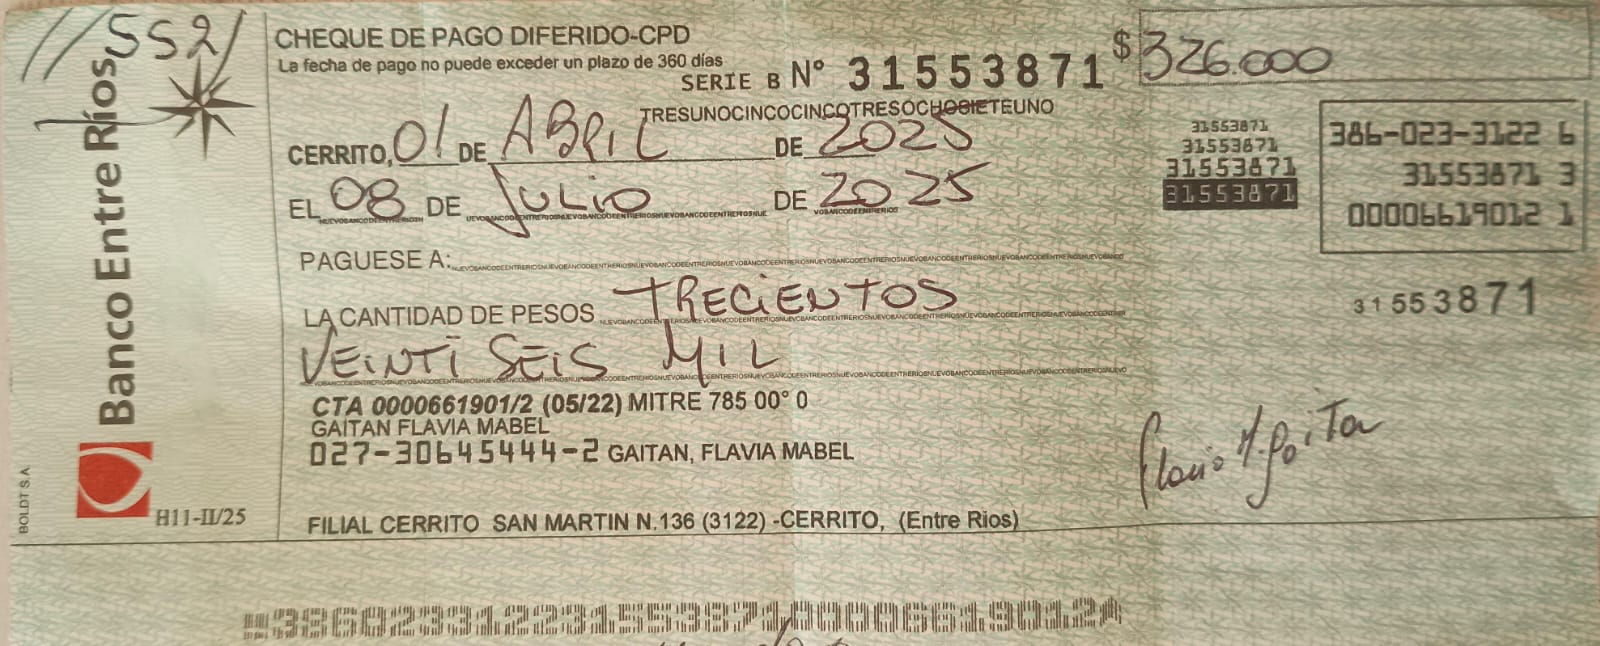 //552/
Banco Entre Ríos
BOLDT S.A
H11-II/25
CHEQUE DE PAGO DIFERIDO-CPD
La fecha de pago no puede exceder un plazo de 360 días
SERIE B Nº 31553871 $ 326.000
TRESUNOCINCOCINCOTRESOCHOSIETEUNO
CERRITO, 01 DE ABRIL DE 2025
EL 08 DE JULIO DE 2025
PAGUESE A:
LA CANTIDAD DE PESOS TRECIENTOS
VEINTI SEIS MIL
31553871
31553871
31553871
31553871
386-023-3122 6
31553871 3
00006619012 1
31553871
CTA 0000661901/2 (05/22) MITRE 785 00° 0
GAITAN FLAVIA MABEL
027-30645444-2 GAITAN, FLAVIA MABEL
Flavia M. Gaitan
FILIAL CERRITO SAN MARTIN N.136 (3122) -CERRITO, (Entre Rios)
38602331223155387100006619012